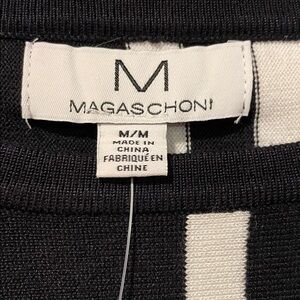 M
MAGASCHONI
M/M
MADE IN
CHINA
FABRIQUÉ EN
CHINE